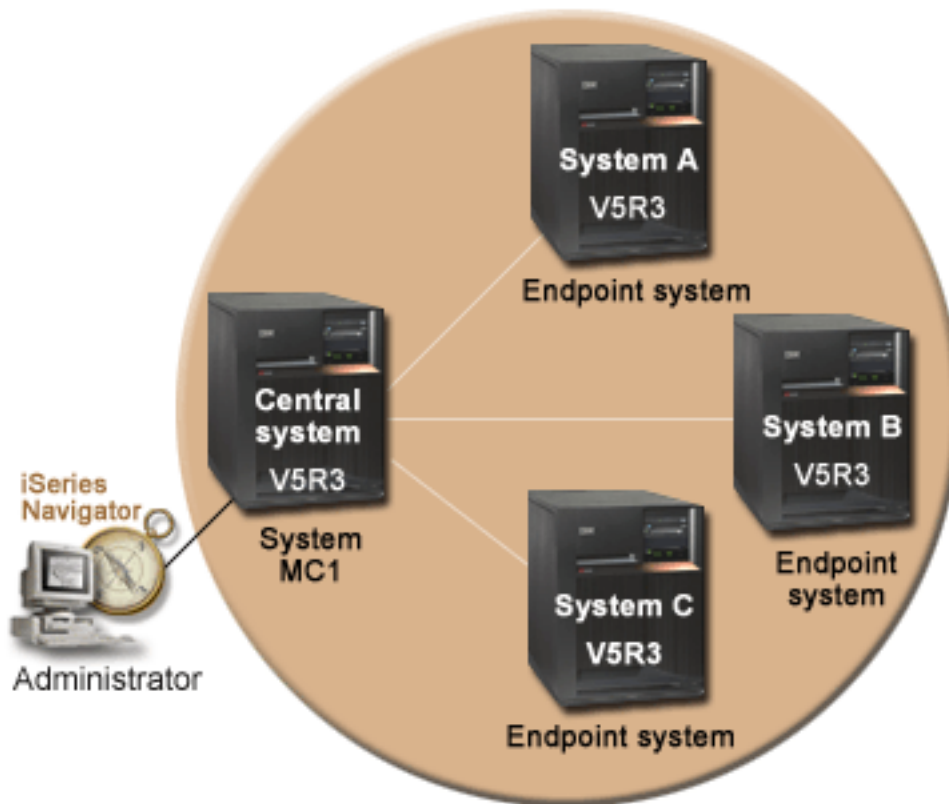 System A
V5R3
Endpoint system
Central
system
V5R3
System
MC1
System B
V5R3
Endpoint
system
iSeries
Navigator
Administrator
System C
V5R3
Endpoint system